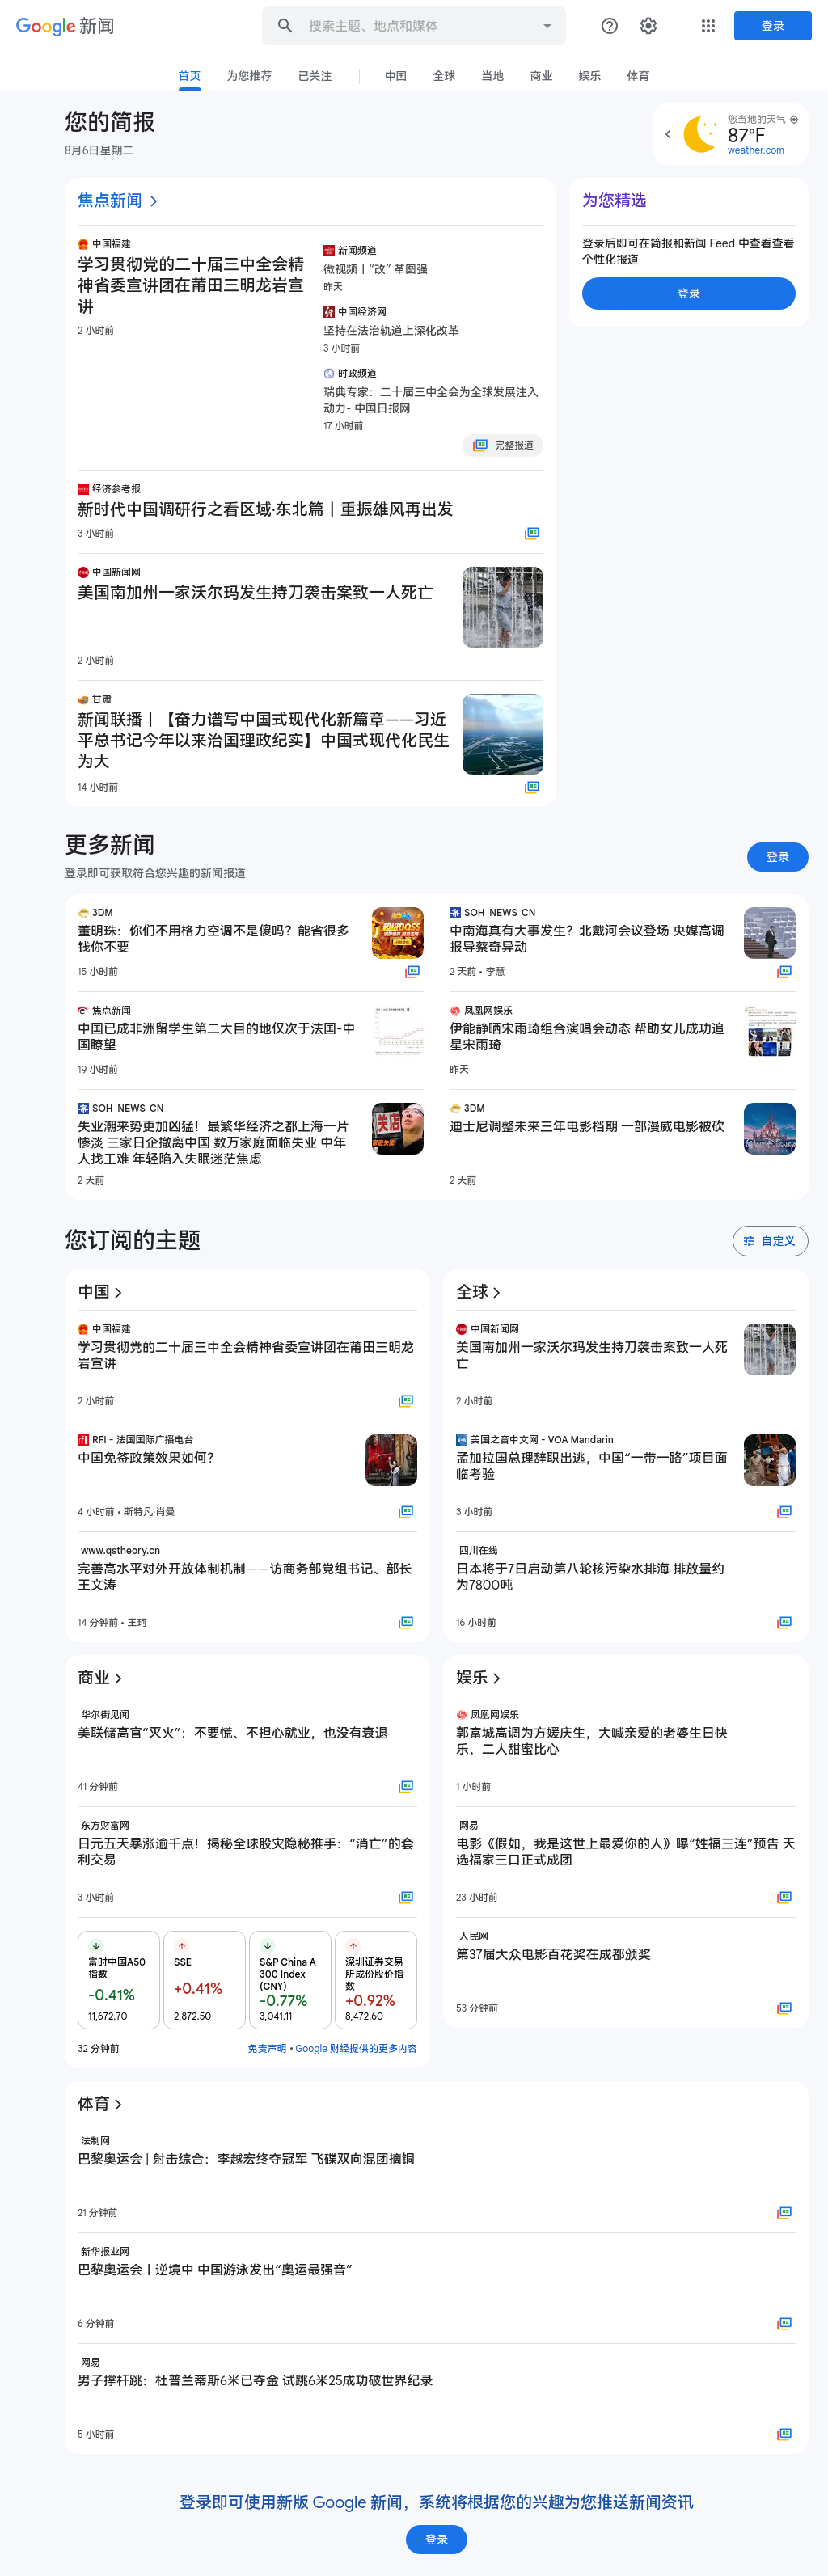 Google 新闻
搜索主题、地点和媒体
登录
首页
为您推荐
已关注
中国
全球
当地
商业
娱乐
体育
您的简报
8月6日星期二
您当地的天气
87°F
weather.com
焦点新闻
中国福建
学习贯彻党的二十届三中全会精
神省委宣讲团在莆田三明龙岩宣
讲
2 小时前
新闻频道
微视频丨“改” 革图强
昨天
中国经济网
坚持在法治轨道上深化改革
3 小时前
时政频道
瑞典专家：二十届三中全会为全球发展注入
动力- 中国日报网
17 小时前
完整报道
经济参考报
新时代中国调研行之看区域·东北篇丨重振雄风再出发
3 小时前
中国新闻网
美国南加州一家沃尔玛发生持刀袭击案致一人死亡
2 小时前
甘肃
新闻联播丨【奋力谱写中国式现代化新篇章——习近
平总书记今年以来治国理政纪实】中国式现代化民生
为大
14 小时前
为您精选
登录后即可在简报和新闻 Feed 中查看查看
个性化报道
登录
更多新闻
登录即可获取符合您兴趣的新闻报道
登录
3DM
董明珠：你们不用格力空调不是傻吗？能省很多
钱你不要
15 小时前
焦点新闻
中国已成非洲留学生第二大目的地仅次于法国-中
国瞭望
19 小时前
SOH_NEWS_CN
失业潮来势更加凶猛！最繁华经济之都上海一片
惨淡 三家日企撤离中国 数万家庭面临失业 中年
人找工难 年轻陷入失眠迷茫焦虑
2 天前
SOH_NEWS_CN
中南海真有大事发生？北戴河会议登场 央媒高调
报导蔡奇异动
2 天前 • 李慧
凤凰网娱乐
伊能静晒宋雨琦组合演唱会动态 帮助女儿成功追
星宋雨琦
昨天
3DM
迪士尼调整未来三年电影档期 一部漫威电影被砍
2 天前
您订阅的主题
自定义
中国
中国福建
学习贯彻党的二十届三中全会精神省委宣讲团在莆田三明龙
岩宣讲
2 小时前
RFI - 法国国际广播电台
中国免签政策效果如何？
4 小时前 • 斯特凡·肖曼
www.qstheory.cn
完善高水平对外开放体制机制——访商务部党组书记、部长
王文涛
14 分钟前 • 王珂
全球
中国新闻网
美国南加州一家沃尔玛发生持刀袭击案致一人死
亡
2 小时前
美国之音中文网 - VOA Mandarin
孟加拉国总理辞职出逃，中国“一带一路”项目面
临考验
3 小时前
四川在线
日本将于7日启动第八轮核污染水排海 排放量约
为7800吨
16 小时前
商业
华尔街见闻
美联储高官“灭火”：不要慌、不担心就业，也没有衰退
41 分钟前
东方财富网
日元五天暴涨逾千点！揭秘全球股灾隐秘推手：“消亡”的套
利交易
3 小时前
富时中国A50
指数
-0.41%
11,672.70
SSE
+0.41%
2,872.50
S&P China A
300 Index
(CNY)
-0.77%
3,041.11
深圳证券交易
所成份股价指
数
+0.92%
8,472.60
32 分钟前
免责声明 • Google 财经提供的更多内容
娱乐
凤凰网娱乐
郭富城高调为方媛庆生，大喊亲爱的老婆生日快
乐，二人甜蜜比心
1 小时前
网易
电影《假如，我是这世上最爱你的人》曝“姓福三连”预告 天
选福家三口正式成团
23 小时前
人民网
第37届大众电影百花奖在成都颁奖
53 分钟前
体育
法制网
巴黎奥运会 | 射击综合：李越宏终夺冠军 飞碟双向混团摘铜
21 分钟前
新华报业网
巴黎奥运会丨逆境中 中国游泳发出“奥运最强音”
6 分钟前
网易
男子撑杆跳：杜普兰蒂斯6米已夺金 试跳6米25成功破世界纪录
5 小时前
登录即可使用新版 Google 新闻，系统将根据您的兴趣为您推送新闻资讯
登录